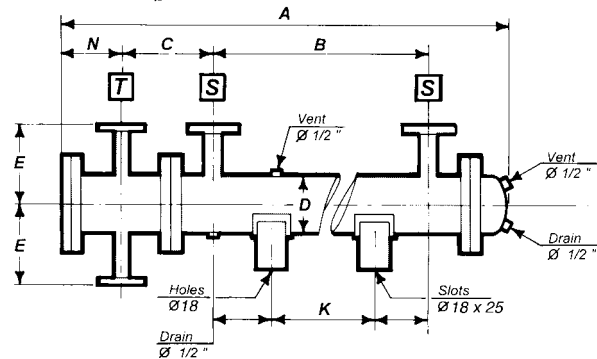 A
N
C
B
T
S
S
Vent
Ø 1/2 "
E
Vent
Ø 1/2 "
D
E
Drain
Ø 1/2 "
Holes
Ø18
K
Slots
Ø 18 x 25
Drain
Ø 1/2 "